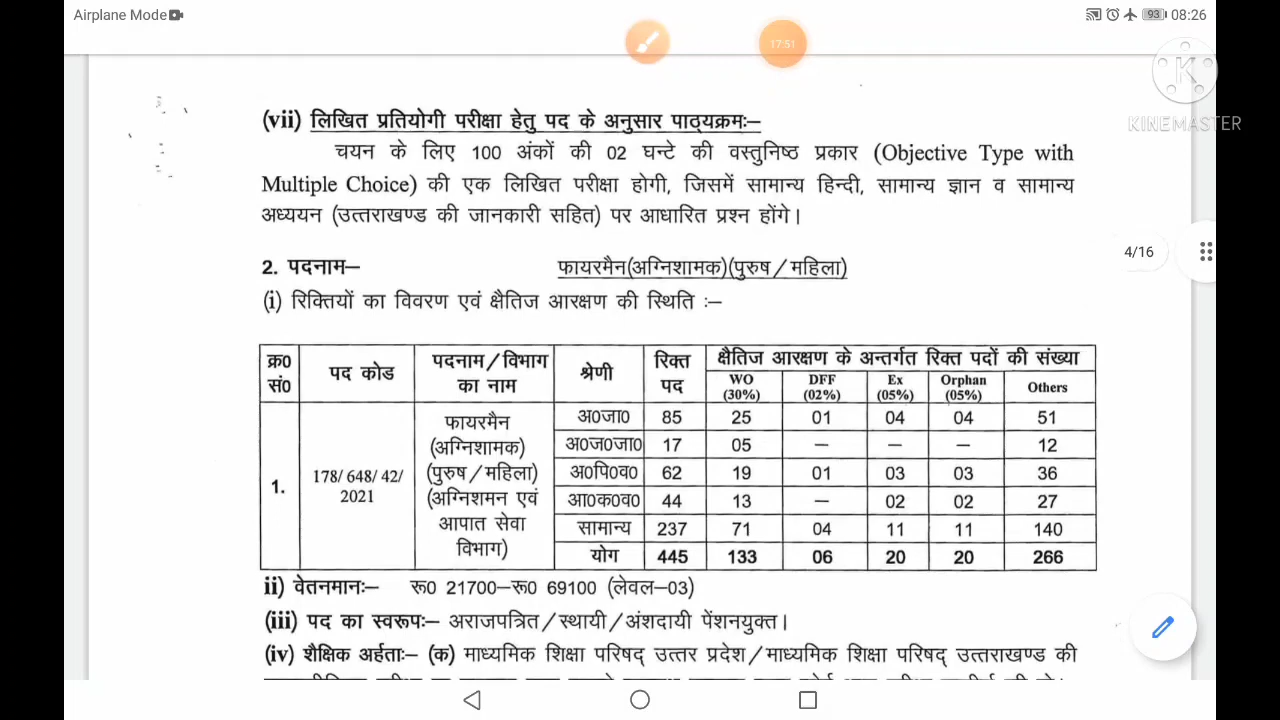 Airplane Mode
93 08:26
17:51
K
KINEMASTER
(vii) लिखित प्रतियोगी परीक्षा हेतु पद के अनुसार पाठ्यक्रमः–
चयन के लिए 100 अंकों की 02 घन्टे की वस्तुनिष्ठ प्रकार (Objective Type with
Multiple Choice) की एक लिखित परीक्षा होगी, जिसमें सामान्य हिन्दी, सामान्य ज्ञान व सामान्य
अध्ययन (उत्तराखण्ड की जानकारी सहित) पर आधारित प्रश्न होंगे।
4/16
2. पदनाम– फायरमैन(अग्निशामक)(पुरुष/महिला)
(i) रिक्तियों का विवरण एवं क्षैतिज आरक्षण की स्थिति :–
क्र0 सं0 पद कोड पदनाम/विभाग का नाम श्रेणी रिक्त पद क्षैतिज आरक्षण के अन्तर्गत रिक्त पदों की संख्या
WO (30%) DFF (02%) Ex (05%) Orphan (05%) Others
1. 178/ 648/ 42/ 2021 फायरमैन (अग्निशामक) (पुरुष/महिला) (अग्निशमन एवं आपात सेवा विभाग)
अ0जा0 85 25 01 04 04 51
अ0ज0जा0 17 05 – – – 12
अ0पि0व0 62 19 01 03 03 36
आ0क0व0 44 13 – 02 02 27
सामान्य 237 71 04 11 11 140
योग 445 133 06 20 20 266
ii) वेतनमानः– रू0 21700–रू0 69100 (लेवल–03)
(iii) पद का स्वरूपः– अराजपत्रित/स्थायी/अंशदायी पेंशनयुक्त।
(iv) शैक्षिक अर्हताः– (क) माध्यमिक शिक्षा परिषद् उत्तर प्रदेश/माध्यमिक शिक्षा परिषद् उत्तराखण्ड की